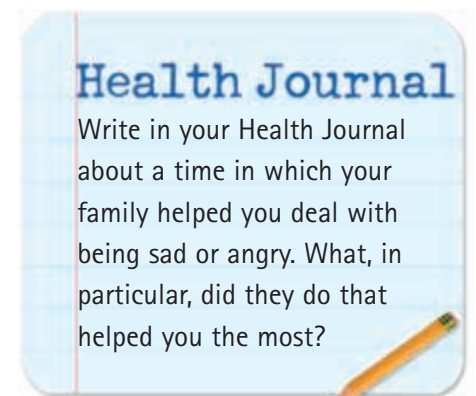 Health Journal
Write in your Health Journal
about a time in which your
family helped you deal with
being sad or angry. What, in
particular, did they do that
helped you the most?